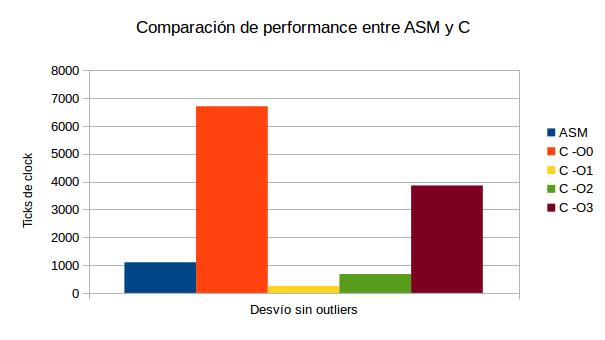 Comparación de performance entre ASM y C
8000
7000
6000
5000
4000
3000
2000
1000
0
Ticks de clock
Desvío sin outliers
ASM
C -O0
C -O1
C -O2
C -O3